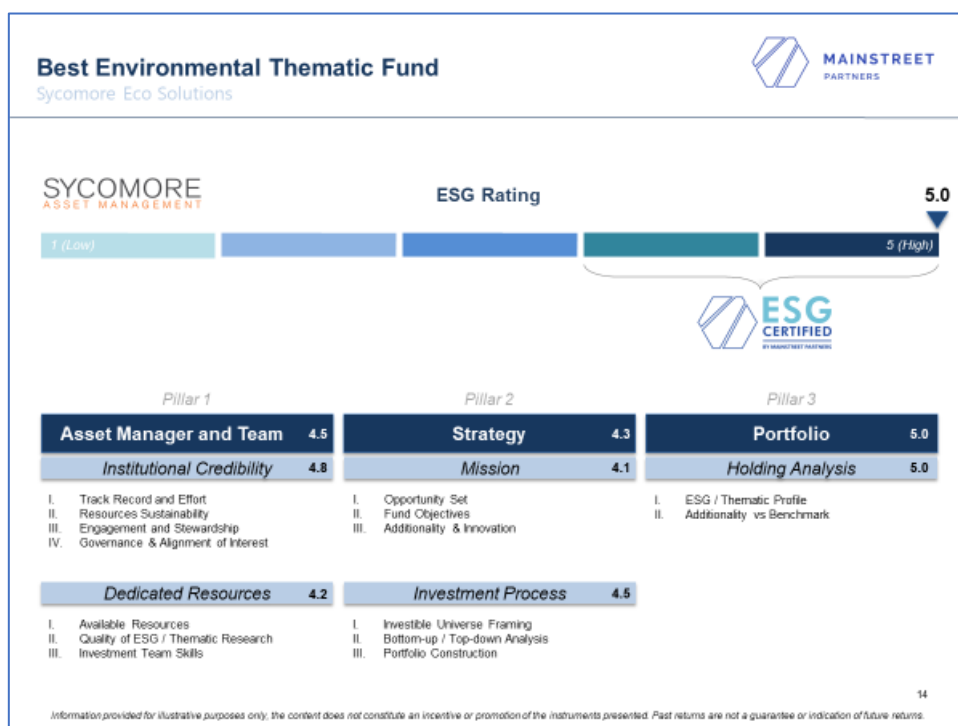 Best Environmental Thematic Fund
Sycomore Eco Solutions
MAINSTREET
PARTNERS
SYCOMORE
ASSET MANAGEMENT
ESG Rating
5.0
1 (Low)
5 (High)
ESG
CERTIFIED
BY MAINSTREET PARTNERS
Pillar 1
Asset Manager and Team 4.5
Institutional Credibility 4.8
I. Track Record and Effort
II. Resources Sustainability
III. Engagement and Stewardship
IV. Governance & Alignment of Interest
Dedicated Resources 4.2
I. Available Resources
II. Quality of ESG / Thematic Research
III. Investment Team Skills
Pillar 2
Strategy 4.3
Mission 4.1
I. Opportunity Set
II. Fund Objectives
III. Additionality & Innovation
Investment Process 4.5
I. Investible Universe Framing
II. Bottom-up / Top-down Analysis
III. Portfolio Construction
Pillar 3
Portfolio 5.0
Holding Analysis 5.0
I. ESG / Thematic Profile
II. Additionality vs Benchmark
14
Information provided for illustrative purposes only, the content does not constitute an incentive or promotion of the instruments presented. Past returns are not a guarantee or indication of future returns.